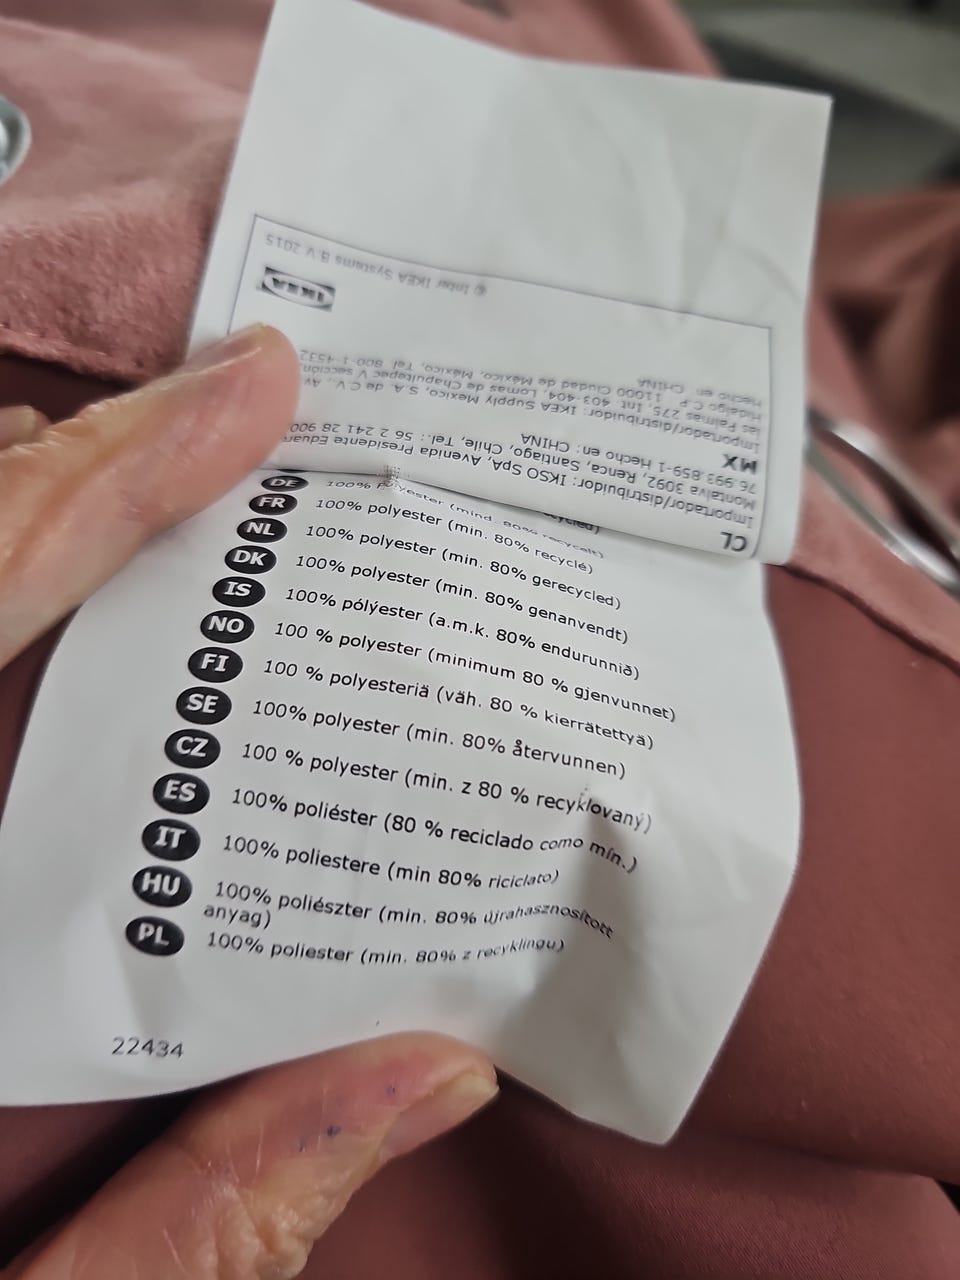 © Inter IKEA Systems B.V 2015
IKEA
CL
Importador/distribuidor: IKSO SpA, Avenida Presidente
Montalva 3092, Renca, Santiago, Chile, Tel.: 56 2 241 28 900
76.993.859-1 Hecho en: CHINA
MX
Importador/distribuidor: IKEA Supply Mexico, S.A. de C.V., Av.,
las Palmas 275, Int. 403-404, Lomas de Chapultepec V sección,
Hidalgo C.P. 11000 Ciudad de México, México, Tel 800-1-4532
Hecho en: CHINA
DE 100% polyester (mind. 80% recycelt)
FR 100% polyester (min. 80% recyclé)
NL 100% polyester (min. 80% gerecycled)
DK 100% polyester (min. 80% genanvendt)
IS 100% pólýester (a.m.k. 80% endurunnið)
NO 100 % polyester (minimum 80 % gjenvunnet)
FI 100 % polyesteriä (väh. 80 % kierrätettyä)
SE 100% polyester (min. 80% återvunnen)
CZ 100 % polyester (min. z 80 % recyklovaný)
ES 100% poliéster (80 % reciclado como mín.)
IT 100% poliestere (min 80% riciclato)
HU 100% poliészter (min. 80% újrahasznosított
anyag)
PL 100% poliester (min. 80% z recyklingu)
22434